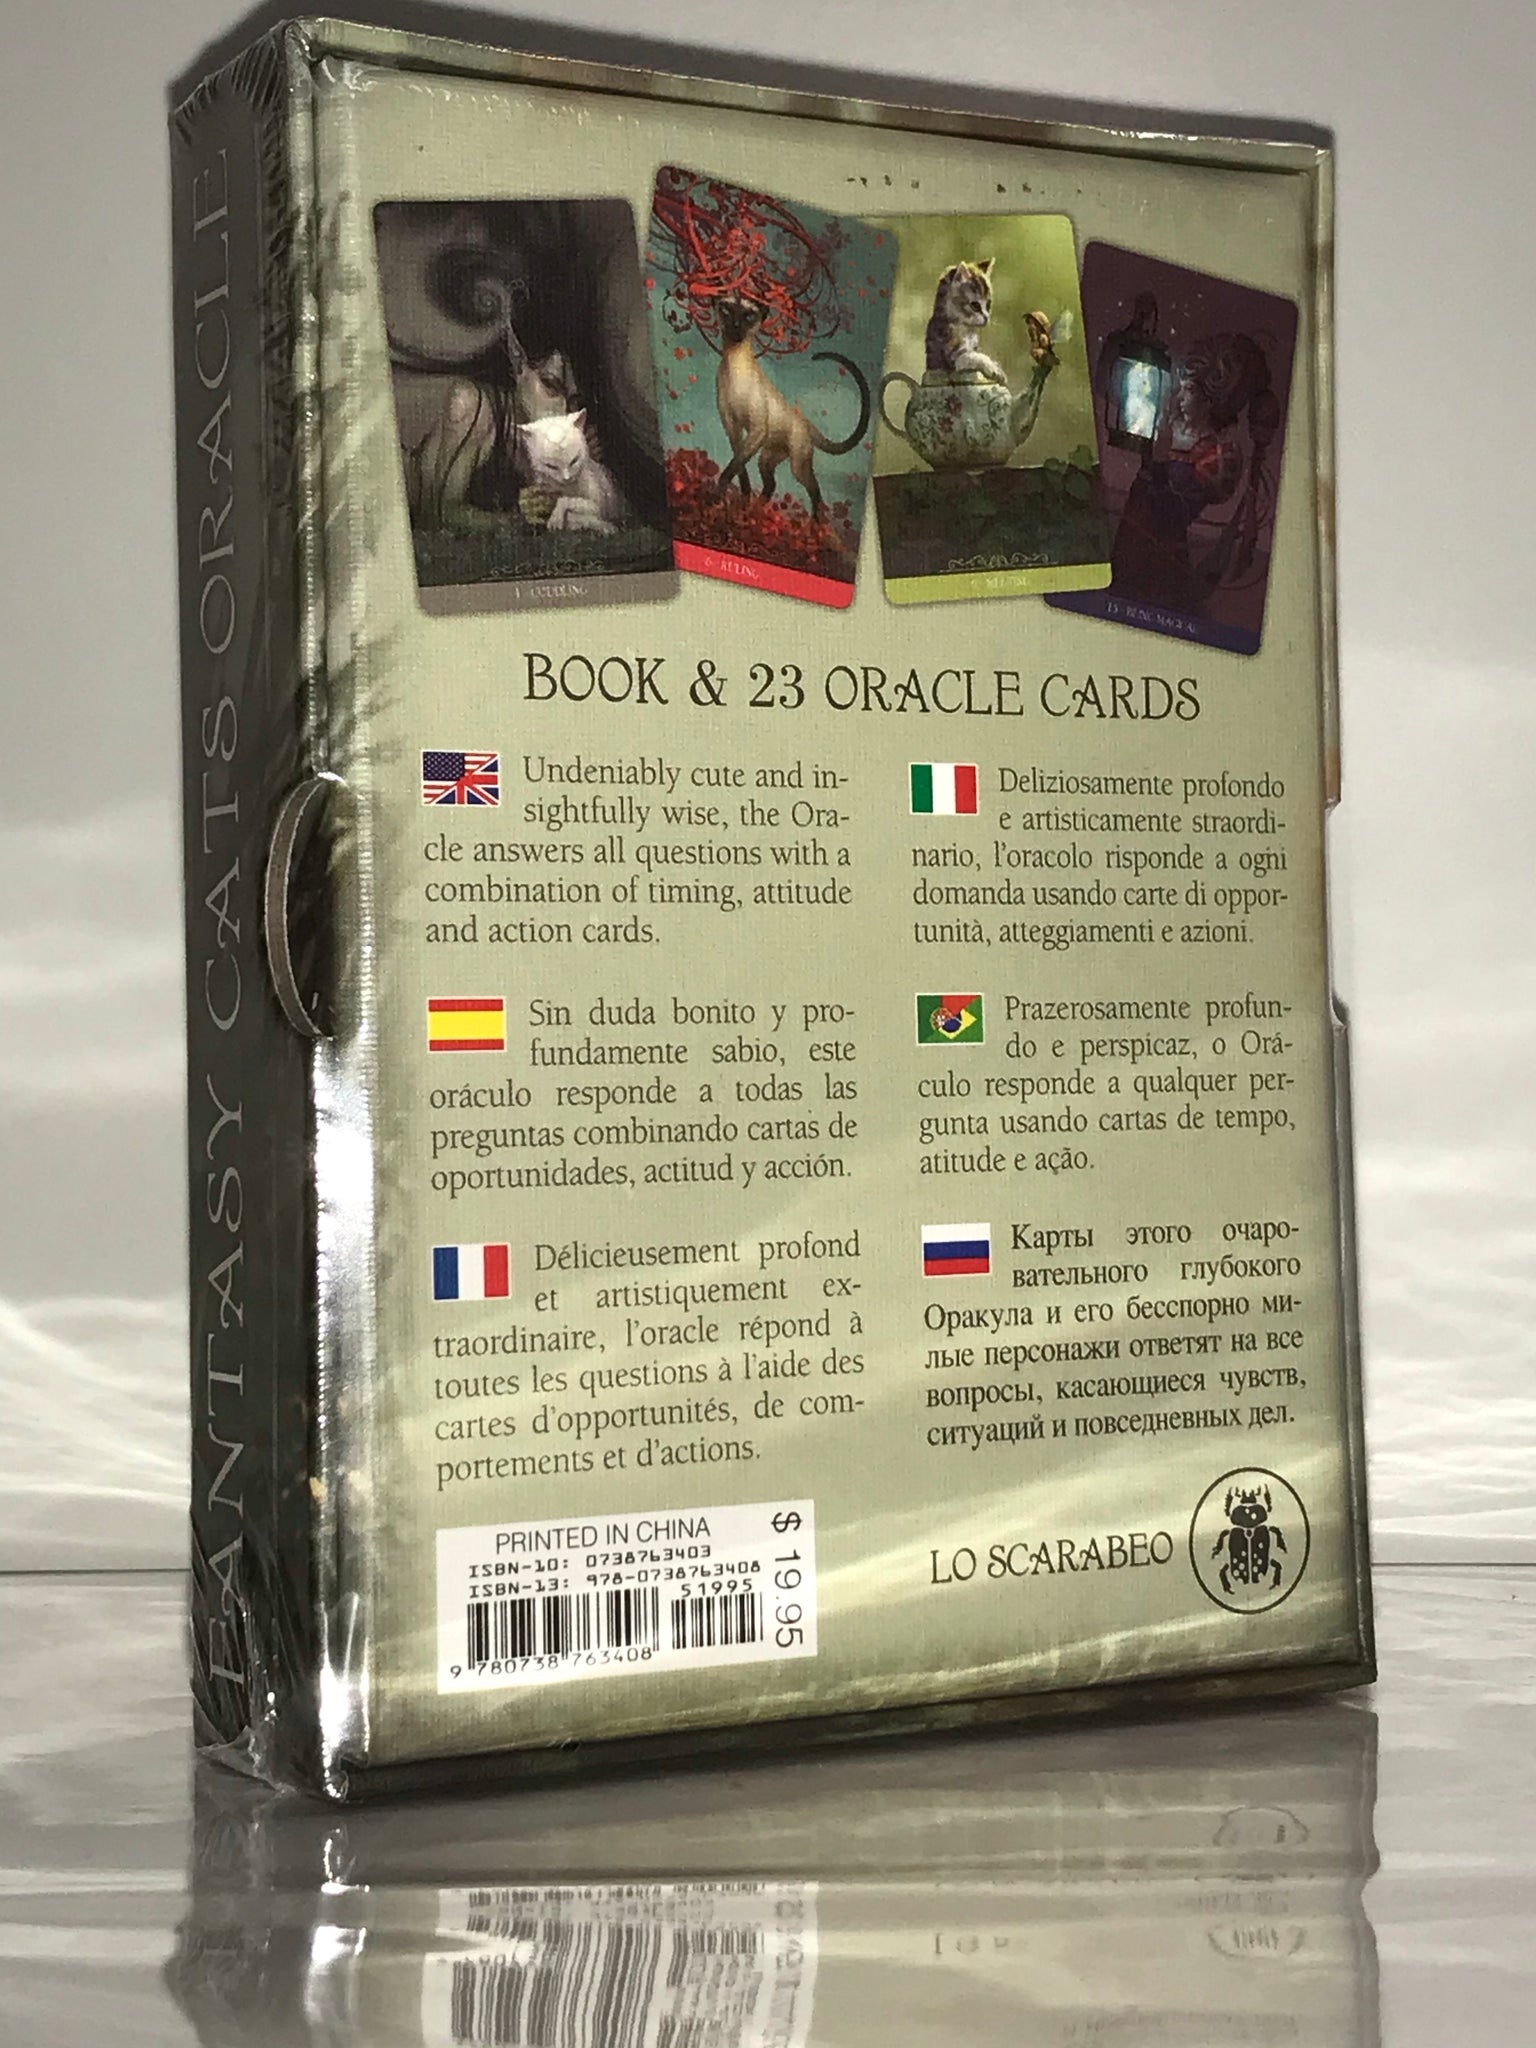 FANTASY CATS ORACLE
1 - CUDDLING
6 - RULING
15 - BEING MAGICAL
BOOK & 23 ORACLE CARDS
Undeniably cute and in-
sightfully wise, the Ora-
cle answers all questions with a
combination of timing, attitude
and action cards.
Sin duda bonito y pro-
fundamente sabio, este
oráculo responde a todas las
preguntas combinando cartas de
oportunidades, actitud y acción.
Délicieusement profond
et artistiquement ex-
traordinaire, l'oracle répond à
toutes les questions à l'aide des
cartes d'opportunités, de com-
portements et d'actions.
Deliziosamente profondo
e artisticamente straordi-
nario, l'oracolo risponde a ogni
domanda usando carte di oppor-
tunità, atteggiamenti e azioni.
Prazerosamente profun-
do e perspicaz, o Orá-
culo responde a qualquer per-
gunta usando cartas de tempo,
atitude e ação.
Карты этого очаро-
вательного глубокого
Оракула и его бесспорно ми-
лые персонажи ответят на все
вопросы, касающиеся чувств,
ситуаций и повседневных дел.
PRINTED IN CHINA
ISBN-10: 0738763403
ISBN-13: 978-0738763408
51995
9 780738 763408
$ 19.95
LO SCARABEO